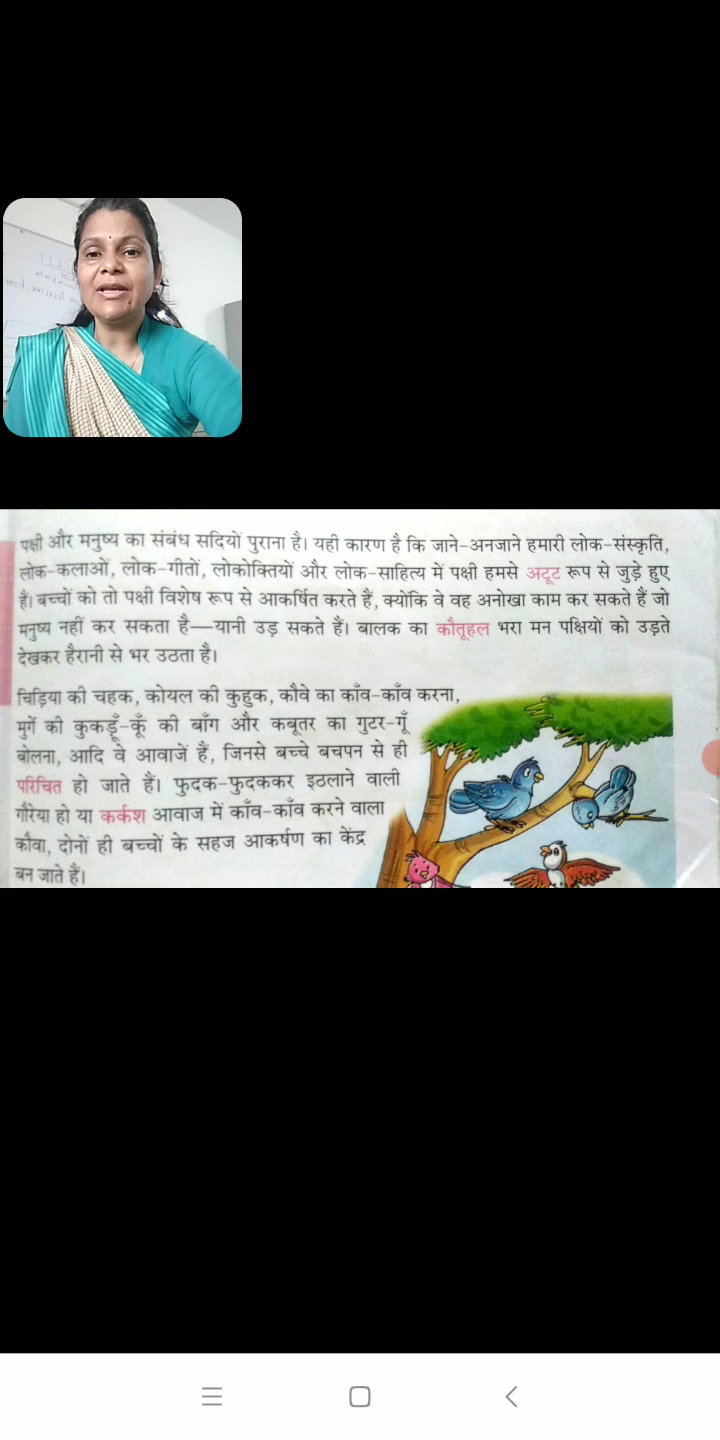 पक्षी और मनुष्य का संबंध सदियों पुराना है। यही कारण है कि जाने-अनजाने हमारी लोक-संस्कृति,
लोक-कलाओं, लोक-गीतों, लोकोक्तियों और लोक-साहित्य में पक्षी हमसे अटूट रूप से जुड़े हुए
हैं। बच्चों को तो पक्षी विशेष रूप से आकर्षित करते हैं, क्योंकि वे वह अनोखा काम कर सकते हैं जो
मनुष्य नहीं कर सकता है—यानी उड़ सकते हैं। बालक का कौतूहल भरा मन पक्षियों को उड़ते
देखकर हैरानी से भर उठता है।
चिड़िया की चहक, कोयल की कुहुक, कौवे का काँव-काँव करना,
मुर्गे की कुकड़ूँ-कूँ की बाँग और कबूतर का गुटर-गूँ
बोलना, आदि वे आवाजें हैं, जिनसे बच्चे बचपन से ही
परिचित हो जाते हैं। फुदक-फुदककर इठलाने वाली
गौरेया हो या कर्कश आवाज में काँव-काँव करने वाला
कौवा, दोनों ही बच्चों के सहज आकर्षण का केंद्र
बन जाते हैं।